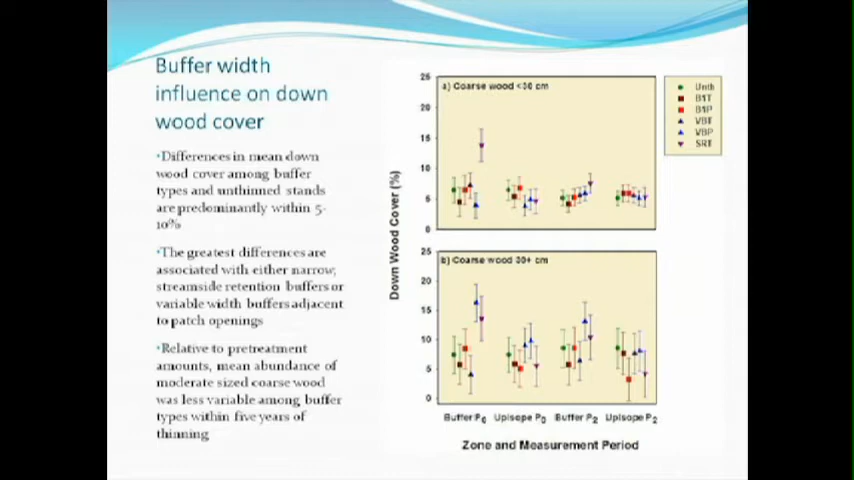 Buffer width
influence on down
wood cover
•Differences in mean down
wood cover among buffer
types and unthinned stands
are predominantly within 5-
10%
•The greatest differences are
associated with either narrow,
streamside retention buffers or
variable width buffers adjacent
to patch openings
•Relative to pretreatment
amounts, mean abundance of
moderate sized coarse wood
was less variable among buffer
types within five years of
thinning
Down Wood Cover (%)
25
a) Coarse wood <30 cm
20
15
10
5
0
Unth
B1T
B1P
VBT
VBP
SRT
25
b) Coarse wood 30+ cm
20
15
10
5
0
Buffer P0 Uplsope P0 Buffer P2 Uplsope P2
Zone and Measurement Period